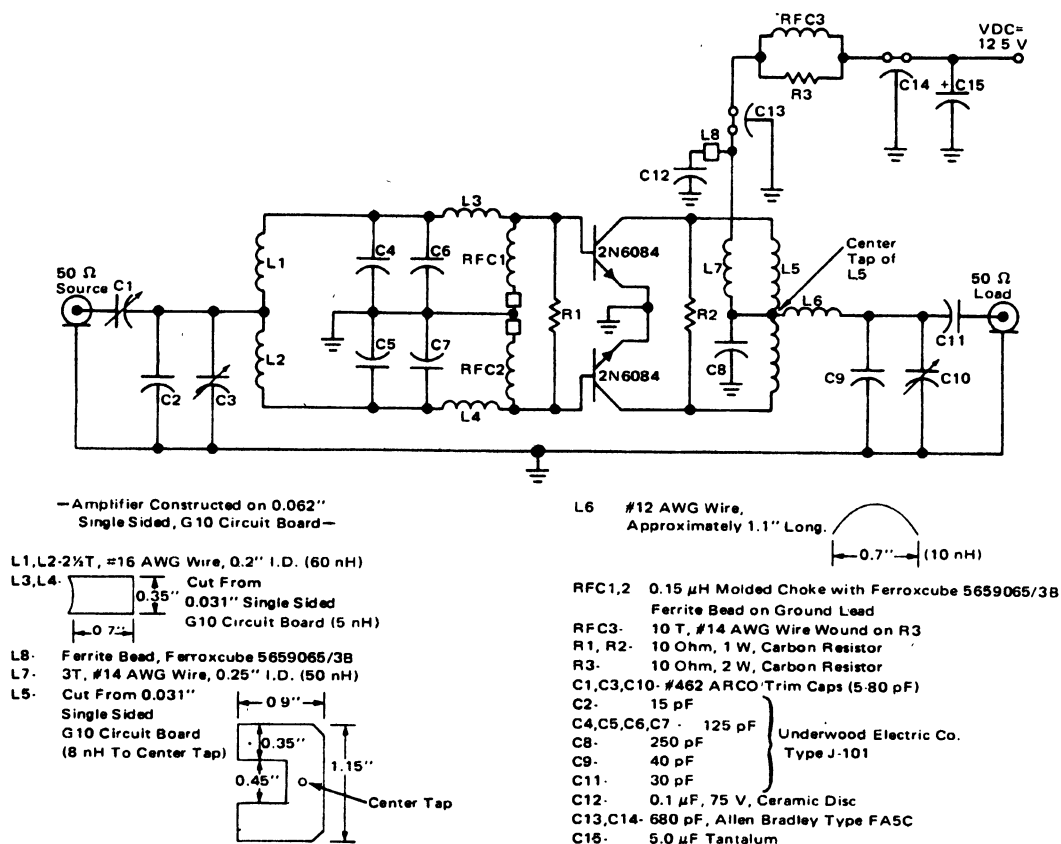 RFC3
VDC=
12 5 V
R3
C14
+ C15
C13
L8
C12
L3
C4
C6
RFC1
2N6084
L7
L5
Center
Tap of
L5
L1
50 Ω
Source
C1
L6
50 Ω
Load
R1
R2
C11
C5
C7
L2
RFC2
2N6084
C8
C9
C10
C2
C3
L4
—Amplifier Constructed on 0.062"
Single Sided, G10 Circuit Board—
L1,L2-2½T, #16 AWG Wire, 0.2" I.D. (60 nH)
L3,L4-
0.35"
0 7"
Cut From
0.031" Single Sided
G10 Circuit Board (5 nH)
L8- Ferrite Bead, Ferroxcube 5659065/3B
L7- 3T, #14 AWG Wire, 0.25" I.D. (50 nH)
L5- Cut From 0.031"
Single Sided
G10 Circuit Board
(8 nH To Center Tap)
0 9"
0.35"
0.45"
1.15"
Center Tap
L6 #12 AWG Wire,
Approximately 1.1" Long.
0.7" (10 nH)
RFC1,2 0.15 μH Molded Choke with Ferroxcube 5659065/3B
Ferrite Bead on Ground Lead
RFC3- 10 T, #14 AWG Wire Wound on R3
R1, R2- 10 Ohm, 1 W, Carbon Resistor
R3- 10 Ohm, 2 W, Carbon Resistor
C1,C3,C10- #462 ARCO Trim Caps (5-80 pF)
C2- 15 pF
C4,C5,C6,C7 - 125 pF
C8- 250 pF
C9- 40 pF
C11- 30 pF
Underwood Electric Co.
Type J-101
C12- 0.1 μF, 75 V, Ceramic Disc
C13,C14- 680 pF, Allen Bradley Type FA5C
C15- 5.0 μF Tantalum